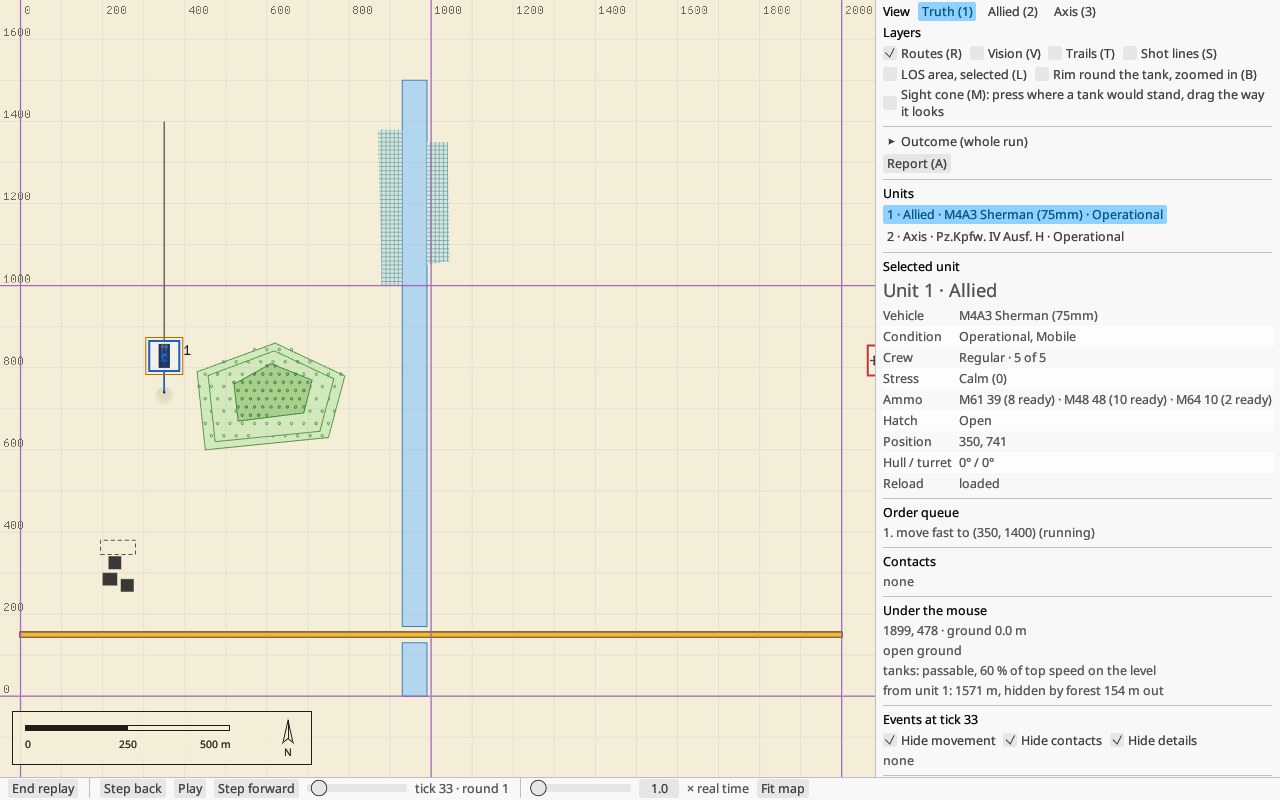 0 200 400 600 800 1000 1200 1400 1600 1800 2000
1600
1400
1200
1000
800
600
400
200
0
1
0 250 500 m
N
View Truth (1) Allied (2) Axis (3)
Layers
Routes (R) Vision (V) Trails (T) Shot lines (S)
LOS area, selected (L) Rim round the tank, zoomed in (B)
Sight cone (M): press where a tank would stand, drag the way
it looks
Outcome (whole run)
Report (A)
Units
1 · Allied · M4A3 Sherman (75mm) · Operational
2 · Axis · Pz.Kpfw. IV Ausf. H · Operational
Selected unit
Unit 1 · Allied
Vehicle M4A3 Sherman (75mm)
Condition Operational, Mobile
Crew Regular · 5 of 5
Stress Calm (0)
Ammo M61 39 (8 ready) · M48 48 (10 ready) · M64 10 (2 ready)
Hatch Open
Position 350, 741
Hull / turret 0° / 0°
Reload loaded
Order queue
1. move fast to (350, 1400) (running)
Contacts
none
Under the mouse
1899, 478 · ground 0.0 m
open ground
tanks: passable, 60 % of top speed on the level
from unit 1: 1571 m, hidden by forest 154 m out
Events at tick 33
Hide movement Hide contacts Hide details
none
End replay Step back Play Step forward tick 33 · round 1 1.0 × real time Fit map